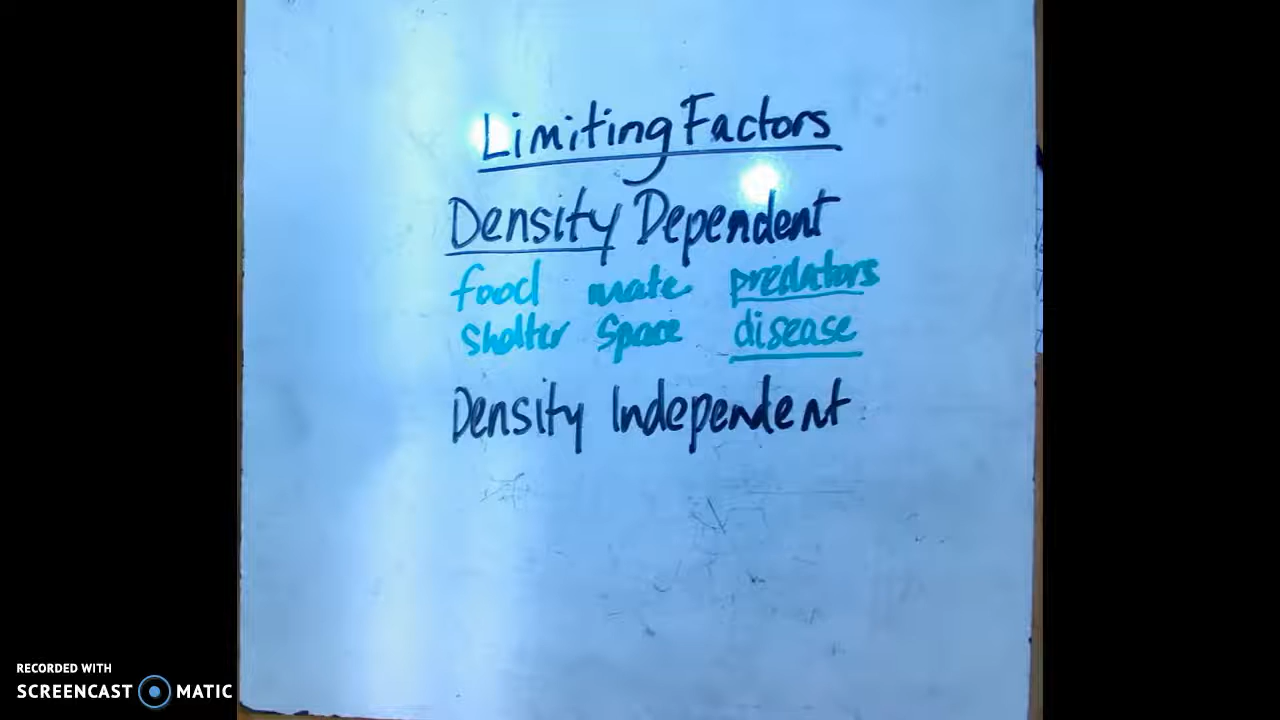 Limiting Factors
Density Dependent
food mate predators
Shelter Space disease
Density Independent
RECORDED WITH
SCREENCAST MATIC